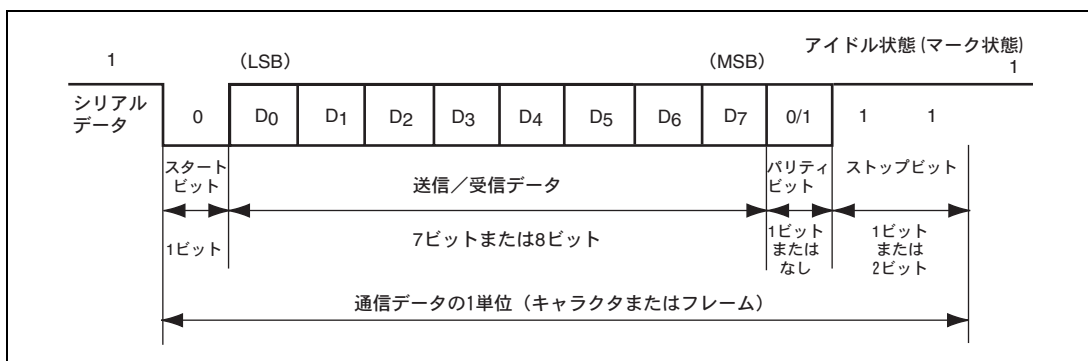 アイドル状態 (マーク状態)
1 (LSB) (MSB) 1
シリアル
データ
0 D0 D1 D2 D3 D4 D5 D6 D7 0/1 1 1
スタート
ビット
送信／受信データ
パリティ
ビット
ストップビット
1ビット
7ビットまたは8ビット
1ビット
または
なし
1ビット
または
2ビット
通信データの1単位（キャラクタまたはフレーム）